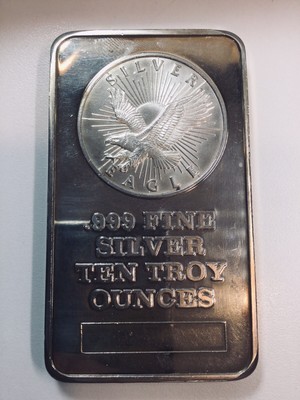 SILVER
EAGLE
.999 FINE
SILVER
TEN TROY
OUNCES